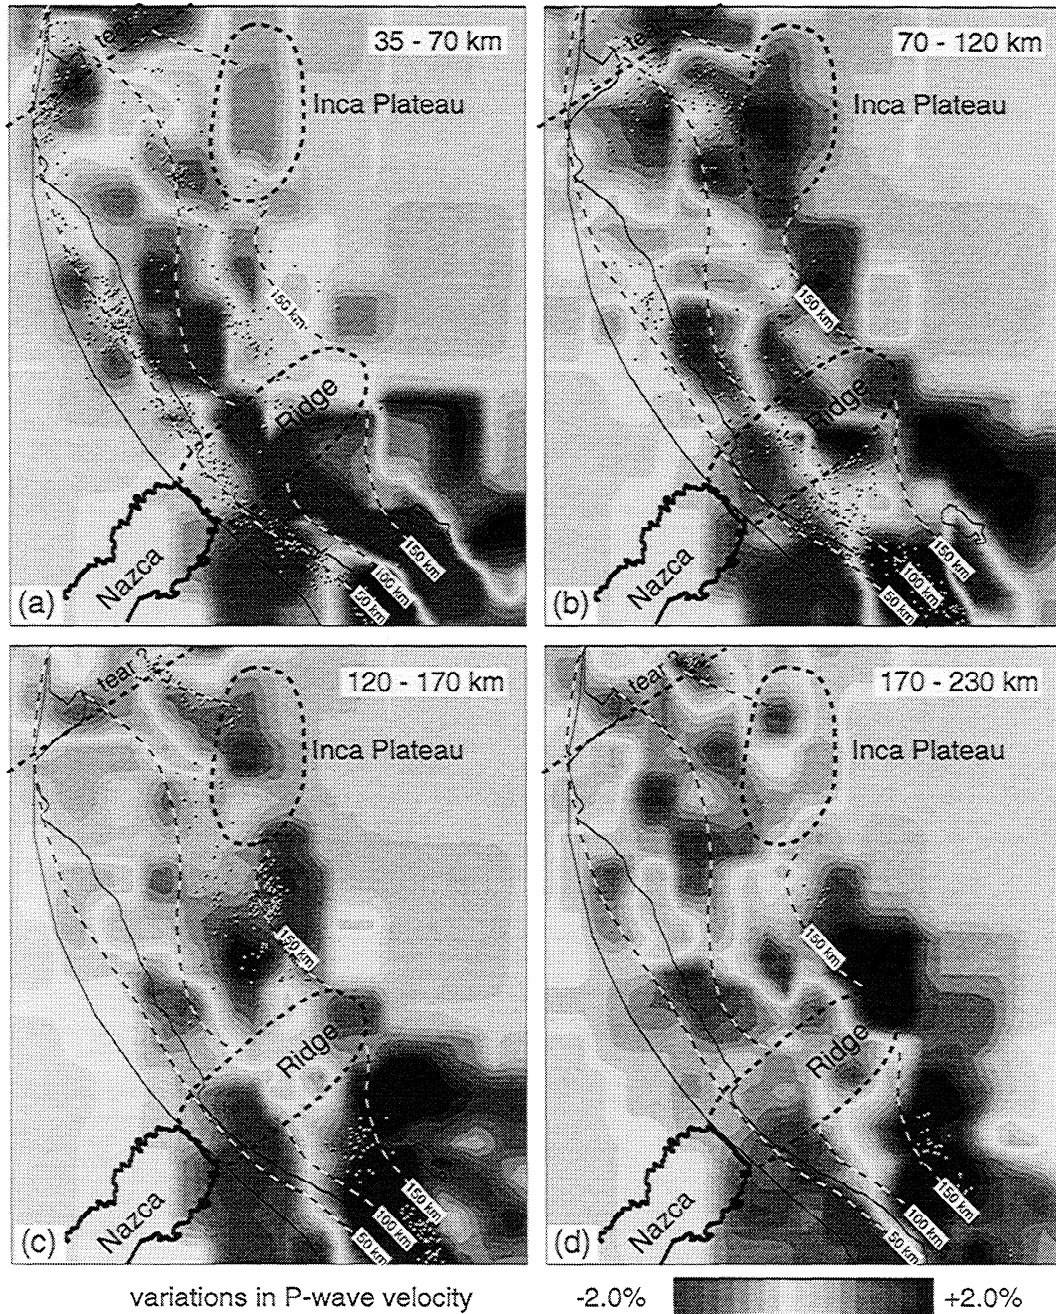 35 - 70 km
tear ?
Inca Plateau
150 km
Ridge
Nazca
150 km
100 km
50 km
(a)
70 - 120 km
tear ?
Inca Plateau
150 km
Ridge
Nazca
150 km
100 km
50 km
(b)
120 - 170 km
tear ?
Inca Plateau
150 km
Ridge
Nazca
150 km
100 km
50 km
(c)
170 - 230 km
tear ?
Inca Plateau
150 km
Ridge
Nazca
150 km
100 km
50 km
(d)
variations in P-wave velocity
-2.0%
+2.0%